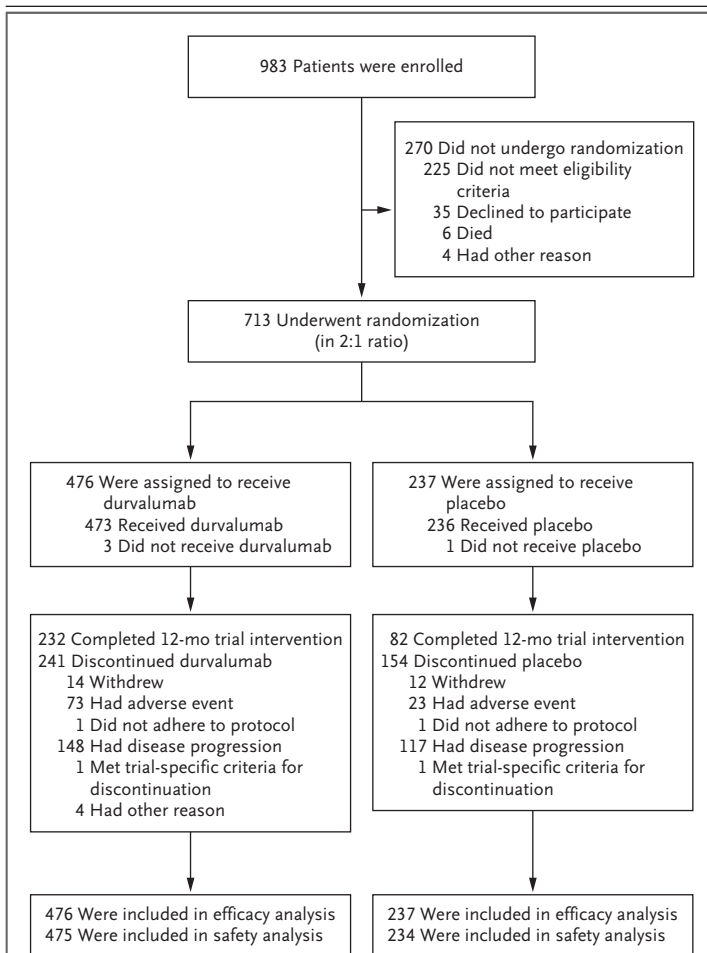 983 Patients were enrolled
270 Did not undergo randomization
225 Did not meet eligibility
criteria
35 Declined to participate
6 Died
4 Had other reason
713 Underwent randomization
(in 2:1 ratio)
476 Were assigned to receive
durvalumab
473 Received durvalumab
3 Did not receive durvalumab
237 Were assigned to receive
placebo
236 Received placebo
1 Did not receive placebo
232 Completed 12-mo trial intervention
241 Discontinued durvalumab
14 Withdrew
73 Had adverse event
1 Did not adhere to protocol
148 Had disease progression
1 Met trial-specific criteria for
discontinuation
4 Had other reason
82 Completed 12-mo trial intervention
154 Discontinued placebo
12 Withdrew
23 Had adverse event
1 Did not adhere to protocol
117 Had disease progression
1 Met trial-specific criteria for
discontinuation
476 Were included in efficacy analysis
475 Were included in safety analysis
237 Were included in efficacy analysis
234 Were included in safety analysis